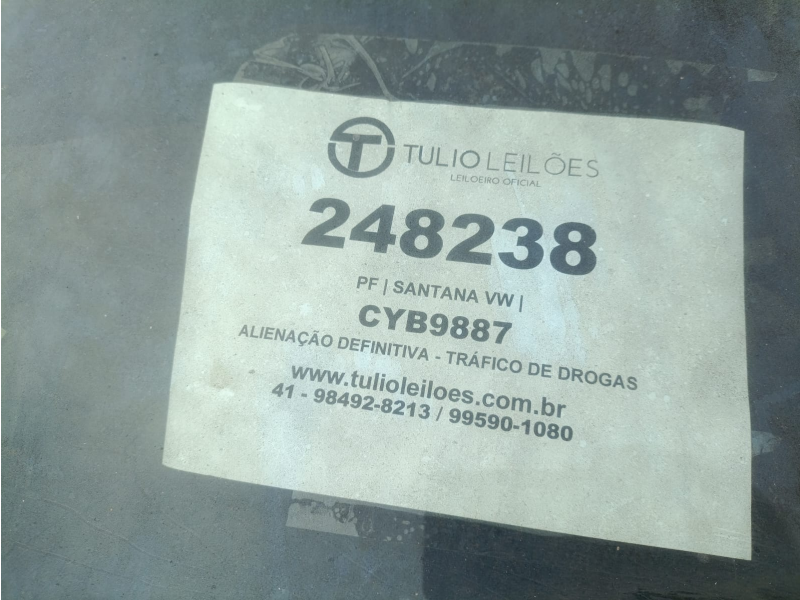 TULIO LEILÕES
LEILOEIRO OFICIAL
248238
PF | SANTANA VW |
CYB9887
ALIENAÇÃO DEFINITIVA - TRÁFICO DE DROGAS
www.tulioleiloes.com.br
41 - 98492-8213 / 99590-1080